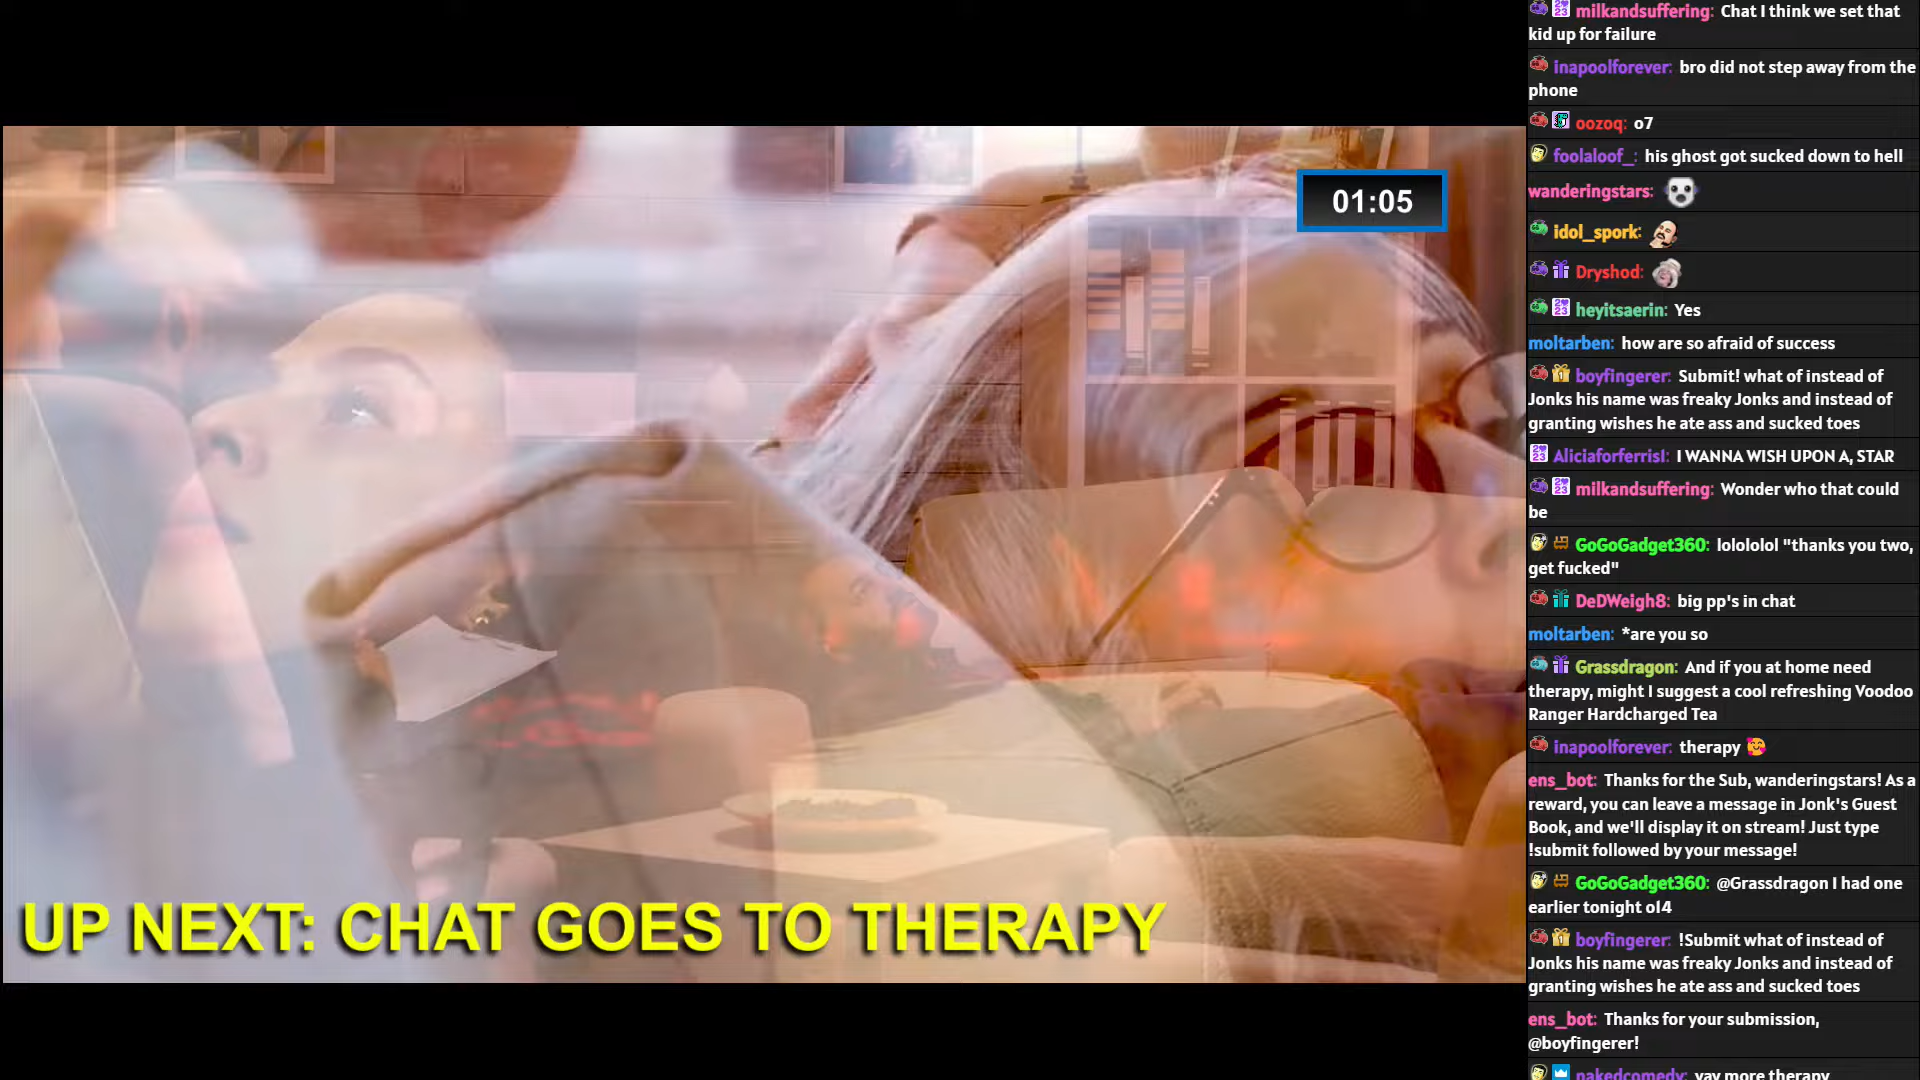 01:05
UP NEXT: CHAT GOES TO THERAPY
milkandsuffering: Chat I think we set that
kid up for failure
inapoolforever: bro did not step away from the
phone
oozoq: o7
foolaloof_: his ghost got sucked down to hell
wanderingstars:
idol_spork:
Dryshod:
heyitsaerin: Yes
moltarben: how are so afraid of success
boyfingerer: Submit! what of instead of
Jonks his name was freaky Jonks and instead of
granting wishes he ate ass and sucked toes
Aliciaforferrisl: I WANNA WISH UPON A, STAR
milkandsuffering: Wonder who that could
be
GoGoGadget360: lolololol "thanks you two,
get fucked"
DeDWeigh8: big pp's in chat
moltarben: *are you so
Grassdragon: And if you at home need
therapy, might I suggest a cool refreshing Voodoo
Ranger Hardcharged Tea
inapoolforever: therapy
ens_bot: Thanks for the Sub, wanderingstars! As a
reward, you can leave a message in Jonk's Guest
Book, and we'll display it on stream! Just type
!submit followed by your message!
GoGoGadget360: @Grassdragon I had one
earlier tonight ol4
boyfingerer: !Submit what of instead of
Jonks his name was freaky Jonks and instead of
granting wishes he ate ass and sucked toes
ens_bot: Thanks for your submission,
@boyfingerer!
nakedcomedy: yay more therapy